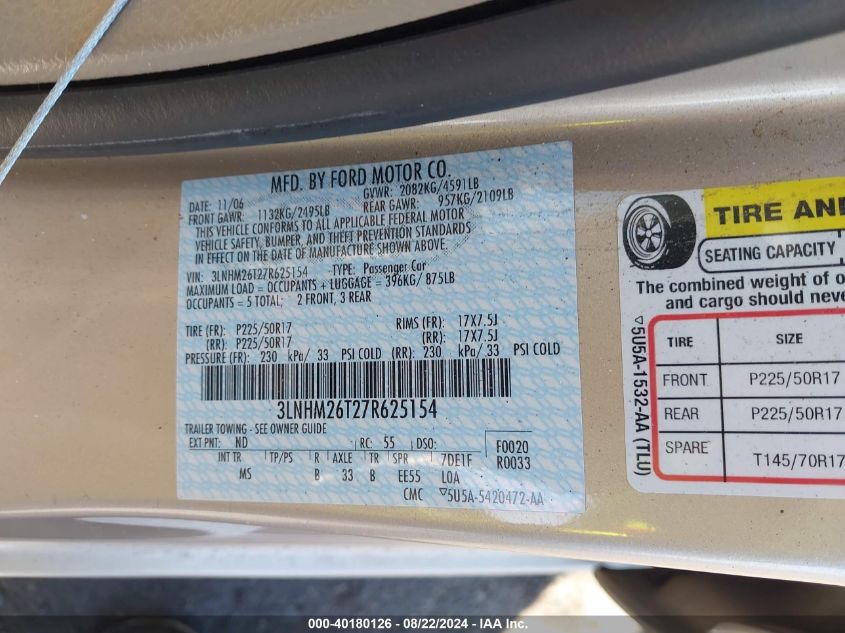 MFD. BY FORD MOTOR CO.
DATE: 11/06 GVWR: 2082KG/4591LB
FRONT GAWR: 1132KG/2495LB REAR GAWR: 957KG/2109LB
THIS VEHICLE CONFORMS TO ALL APPLICABLE FEDERAL MOTOR
VEHICLE SAFETY, BUMPER, AND THEFT PREVENTION STANDARDS
IN EFFECT ON THE DATE OF MANUFACTURE SHOWN ABOVE.
VIN: 3LNHM26T27R625154 TYPE: Passenger Car
MAXIMUM LOAD = OCCUPANTS + LUGGAGE = 396KG/ 875LB
OCCUPANTS = 5 TOTAL: 2 FRONT, 3 REAR
TIRE (FR): P225/50R17 RIMS (FR): 17X7.5J
(RR): P225/50R17 (RR): 17X7.5J
PRESSURE (FR): 230 kPa/ 33 PSI COLD (RR): 230 kPa/ 33 PSI COLD
3LNHM26T27R625154
TRAILER TOWING - SEE OWNER GUIDE
EXT PNT: ND RC: 55 DSO: F0020
INT TR TP/PS R AXLE TR SPR 7DE1F R0033
MS B 33 B EE55 LOA
CMC ▽5U5A-5420472-AA
TIRE AND
SEATING CAPACITY
The combined weight of o
and cargo should neve
▽5U5A-1532-AA (TLU)
TIRE SIZE
FRONT P225/50R17
REAR P225/50R17
SPARE T145/70R17
000-40180126 - 08/22/2024 - IAA Inc.